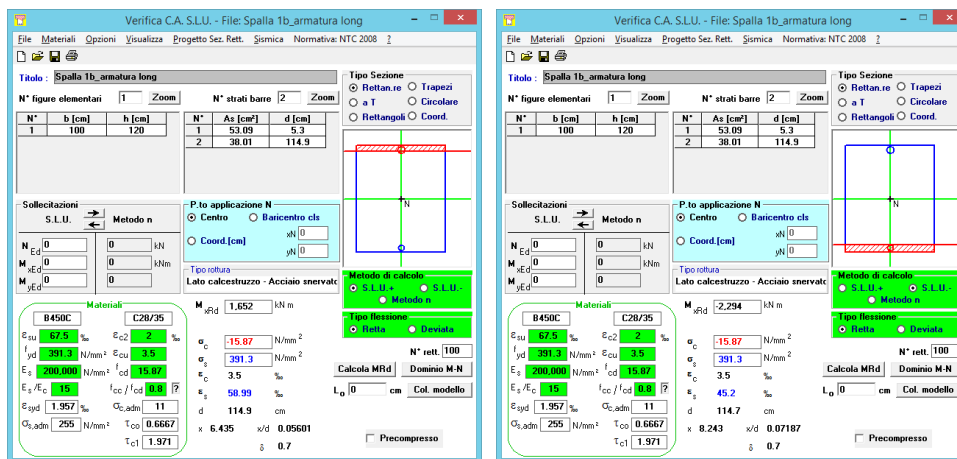 Verifica C.A. S.L.U. - File: Spalla 1b_armatura long
File Materiali Opzioni Visualizza Progetto Sez. Rett. Sismica Normativa: NTC 2008 ?
Titolo : Spalla 1b_armatura long
N° figure elementari 1 Zoom N° strati barre 2 Zoom
N° b [cm] h [cm]
1 100 120
N° As [cm²] d [cm]
1 53.09 5.3
2 38.01 114.9
Tipo Sezione
Rettan.re Trapezi
a T Circolare
Rettangoli Coord.
N
Sollecitazioni
S.L.U. Metodo n
N Ed 0 0 kN
M xEd 0 0 kNm
M yEd 0 0
P.to applicazione N
Centro Baricentro cls
Coord.[cm] xN 0
yN 0
Tipo rottura
Lato calcestruzzo - Acciaio snervato
Metodo di calcolo
S.L.U.+ S.L.U.-
Metodo n
Tipo flessione
Retta Deviata
N° rett. 100
Calcola MRd Dominio M-N
L₀ 0 cm Col. modello
Precompresso
Materiali
B450C C28/35
εsu 67.5 ‰ εc2 2 ‰
fyd 391.3 N/mm² εcu 3.5
Es 200,000 N/mm² fcd 15.87
Es/Ec 15 fcc/fcd 0.8 ?
εsyd 1.957 ‰ σc,adm 11
σs,adm 255 N/mm² τco 0.6667
τc1 1.971
M xRd 1,652 kN m
σc -15.87 N/mm²
σs 391.3 N/mm²
εc 3.5 ‰
εs 58.99 ‰
d 114.9 cm
x 6.435 x/d 0.05601
δ 0.7
Verifica C.A. S.L.U. - File: Spalla 1b_armatura long
File Materiali Opzioni Visualizza Progetto Sez. Rett. Sismica Normativa: NTC 2008 ?
Titolo : Spalla 1b_armatura long
N° figure elementari 1 Zoom N° strati barre 2 Zoom
N° b [cm] h [cm]
1 100 120
N° As [cm²] d [cm]
1 53.09 5.3
2 38.01 114.9
Tipo Sezione
Rettan.re Trapezi
a T Circolare
Rettangoli Coord.
N
Sollecitazioni
S.L.U. Metodo n
N Ed 0 0 kN
M xEd 0 0 kNm
M yEd 0 0
P.to applicazione N
Centro Baricentro cls
Coord.[cm] xN 0
yN 0
Tipo rottura
Lato calcestruzzo - Acciaio snervato
Metodo di calcolo
S.L.U.+ S.L.U.-
Metodo n
Tipo flessione
Retta Deviata
N° rett. 100
Calcola MRd Dominio M-N
L₀ 0 cm Col. modello
Precompresso
Materiali
B450C C28/35
εsu 67.5 ‰ εc2 2 ‰
fyd 391.3 N/mm² εcu 3.5
Es 200,000 N/mm² fcd 15.87
Es/Ec 15 fcc/fcd 0.8 ?
εsyd 1.957 ‰ σc,adm 11
σs,adm 255 N/mm² τco 0.6667
τc1 1.971
M xRd -2,294 kN m
σc -15.87 N/mm²
σs 391.3 N/mm²
εc 3.5 ‰
εs 45.2 ‰
d 114.7 cm
x 8.243 x/d 0.07187
δ 0.7